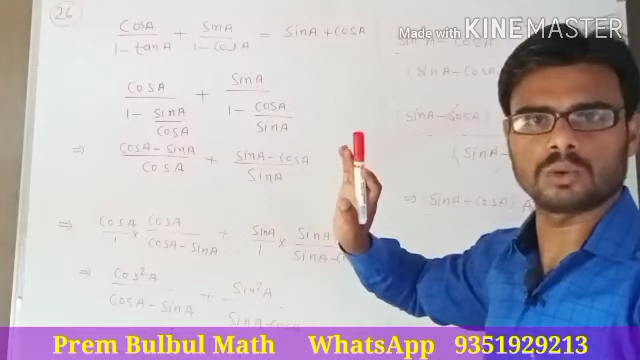 Made with KINEMASTER
26
CosA/(1-tanA) + SinA/(1-CotA) = SinA+CosA
CosA/(1-SinA/CosA) + SinA/(1-CosA/SinA)
⇒ (CosA-SinA)/CosA + (SinA-CosA)/SinA
⇒ CosA/1 × CosA/(CosA-SinA) + SinA/1 × SinA/(SinA-
⇒ Cos²A/(CosA-SinA) + Sin²A/(SinA-CosA)
SinA-CosA
SinA-CosA
(SinA-CosA)
(SinA-
⇒ SinA+CosA
Prem Bulbul Math WhatsApp 9351929213